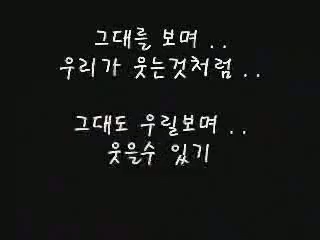 그대를 보며 . .
우리가 웃는것처럼 . .
그대도 우릴보며 . .
웃을수 있기